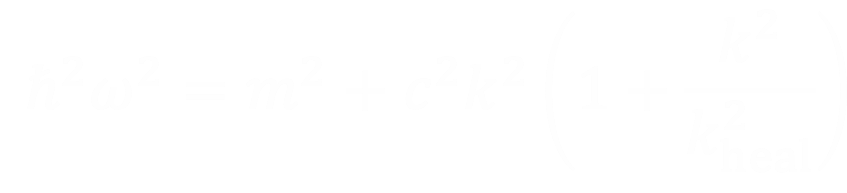 ħ²ω² = m² + c²k² (1 + k²/k²_heal)